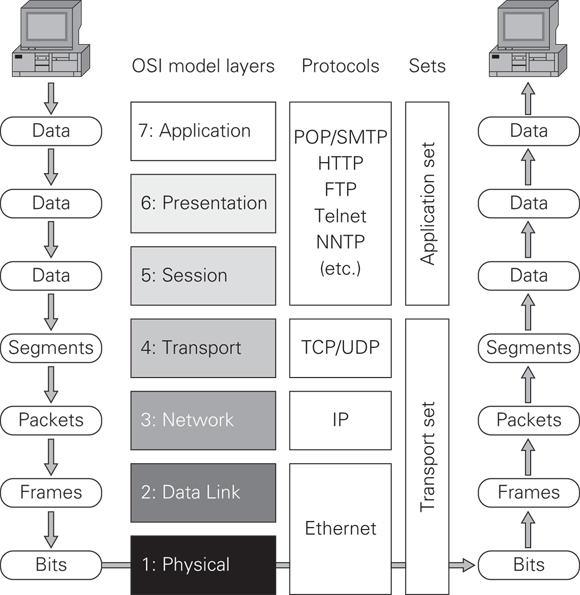 OSI model layers Protocols Sets
Data 7: Application POP/SMTP Data
HTTP
FTP
Telnet
NNTP
(etc.)
Application set
Data 6: Presentation Data
Data 5: Session Data
Segments 4: Transport TCP/UDP Segments
Transport set
Packets 3: Network IP Packets
Frames 2: Data Link Frames
Ethernet
Bits 1: Physical Bits